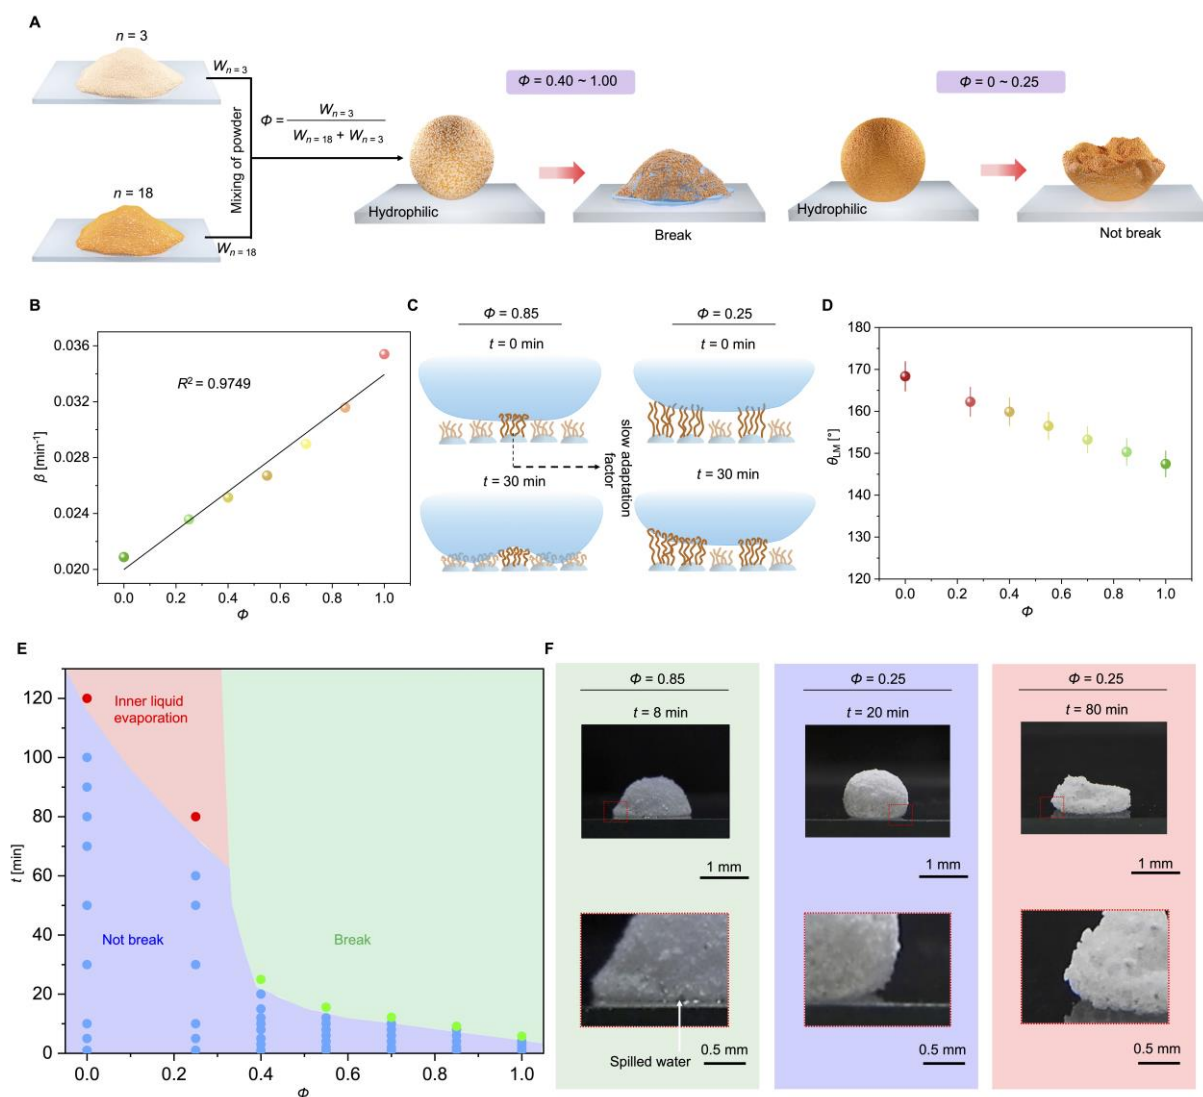 A
n = 3
W n = 3
Mixing of powder
Φ = W n = 3 / W n = 18 + W n = 3
n = 18
W n = 18
Φ = 0.40 ~ 1.00
Φ = 0 ~ 0.25
Hydrophilic
Break
Hydrophilic
Not break
B
β [min⁻¹]
0.036
0.032
0.028
0.024
0.020
R² = 0.9749
0.0 0.2 0.4 0.6 0.8 1.0
Φ
C
Φ = 0.85
Φ = 0.25
t = 0 min
t = 0 min
slow adaptation
factor
t = 30 min
t = 30 min
D
θLM [°]
180
170
160
150
140
130
120
0.0 0.2 0.4 0.6 0.8 1.0
Φ
E
t [min]
120
100
80
60
40
20
0
Inner liquid
evaporation
Not break
Break
0.0 0.2 0.4 0.6 0.8 1.0
Φ
F
Φ = 0.85
t = 8 min
1 mm
Spilled water
0.5 mm
Φ = 0.25
t = 20 min
1 mm
0.5 mm
Φ = 0.25
t = 80 min
1 mm
0.5 mm